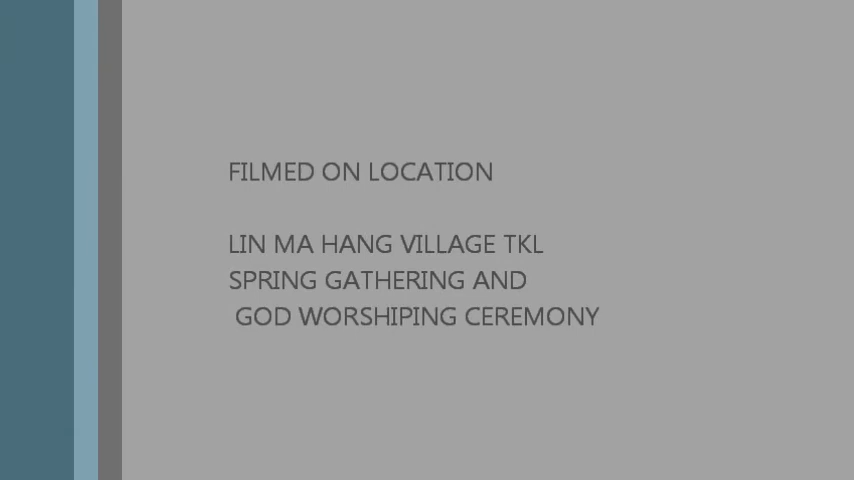 FILMED ON LOCATION
LIN MA HANG VILLAGE TKL
SPRING GATHERING AND
GOD WORSHIPING CEREMONY